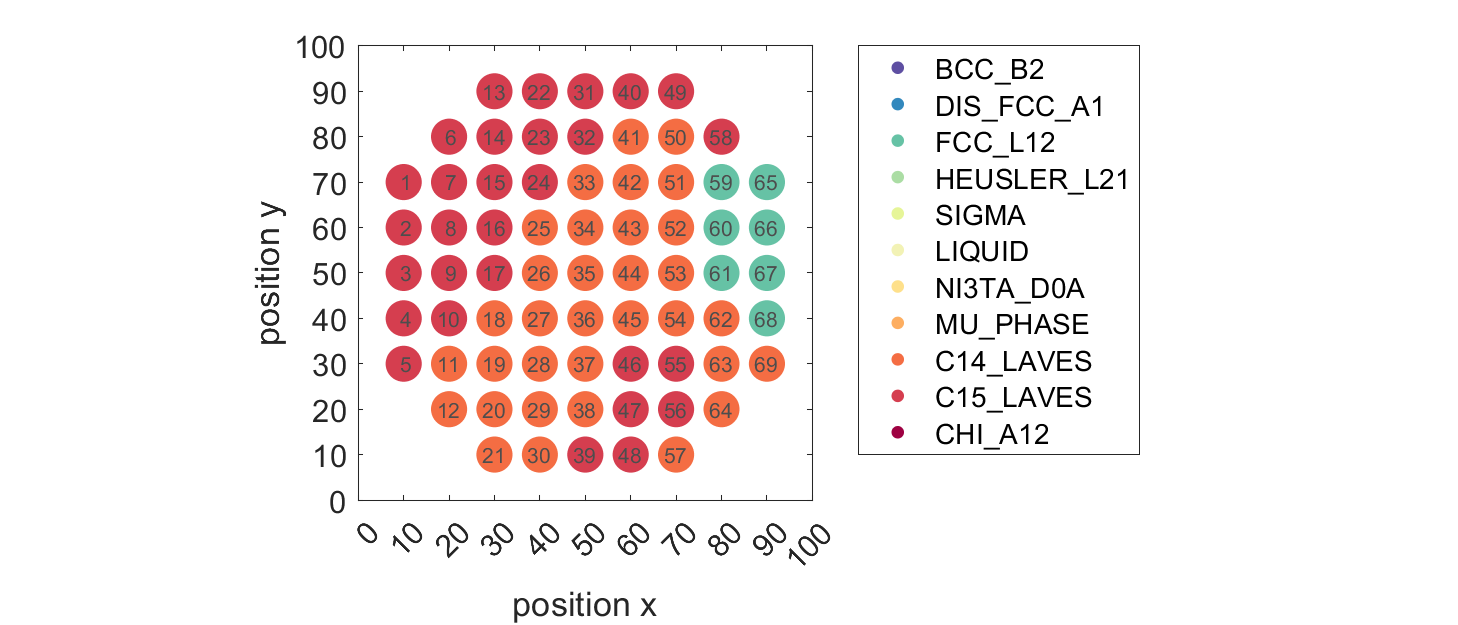 100
90
80
70
60
50
40
30
20
10
0
position y
13 22 31 40 49
6 14 23 32 41 50 58
1 7 15 24 33 42 51 59 65
2 8 16 25 34 43 52 60 66
3 9 17 26 35 44 53 61 67
4 10 18 27 36 45 54 62 68
5 11 19 28 37 46 55 63 69
12 20 29 38 47 56 64
21 30 39 48 57
0 10 20 30 40 50 60 70 80 90 100
position x
BCC_B2
DIS_FCC_A1
FCC_L12
HEUSLER_L21
SIGMA
LIQUID
NI3TA_D0A
MU_PHASE
C14_LAVES
C15_LAVES
CHI_A12